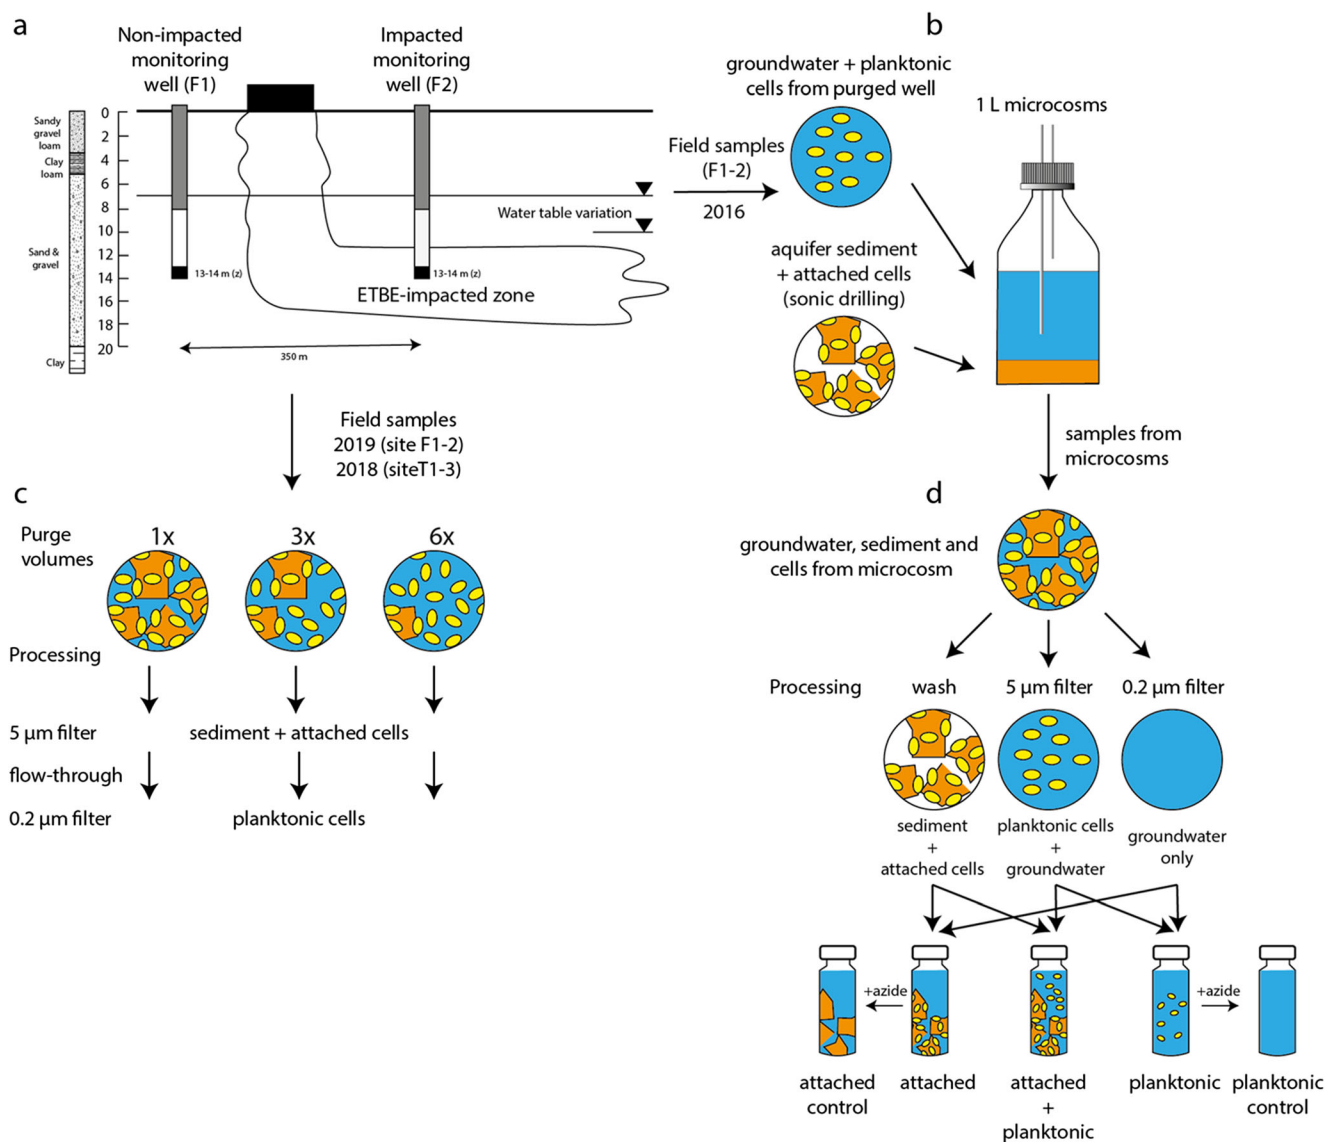 a
Non-impacted
monitoring
well (F1)
Impacted
monitoring
well (F2)
Sandy
gravel
loam
Clay
loam
Sand &
gravel
Clay
0
2
4
6
8
10
12
14
16
18
20
Water table variation
13-14 m (z)
13-14 m (z)
ETBE-impacted zone
350 m
Field samples
(F1-2)
2016
b
groundwater + planktonic
cells from purged well
1 L microcosms
aquifer sediment
+ attached cells
(sonic drilling)
samples from
microcosms
Field samples
2019 (site F1-2)
2018 (siteT1-3)
c
Purge
volumes
1x
3x
6x
Processing
5 µm filter
sediment + attached cells
flow-through
0.2 µm filter
planktonic cells
d
groundwater, sediment and
cells from microcosm
Processing
wash
5 µm filter
0.2 µm filter
sediment
+
attached cells
planktonic cells
+
groundwater
groundwater
only
+azide
+azide
attached
control
attached
attached
+
planktonic
planktonic
planktonic
control